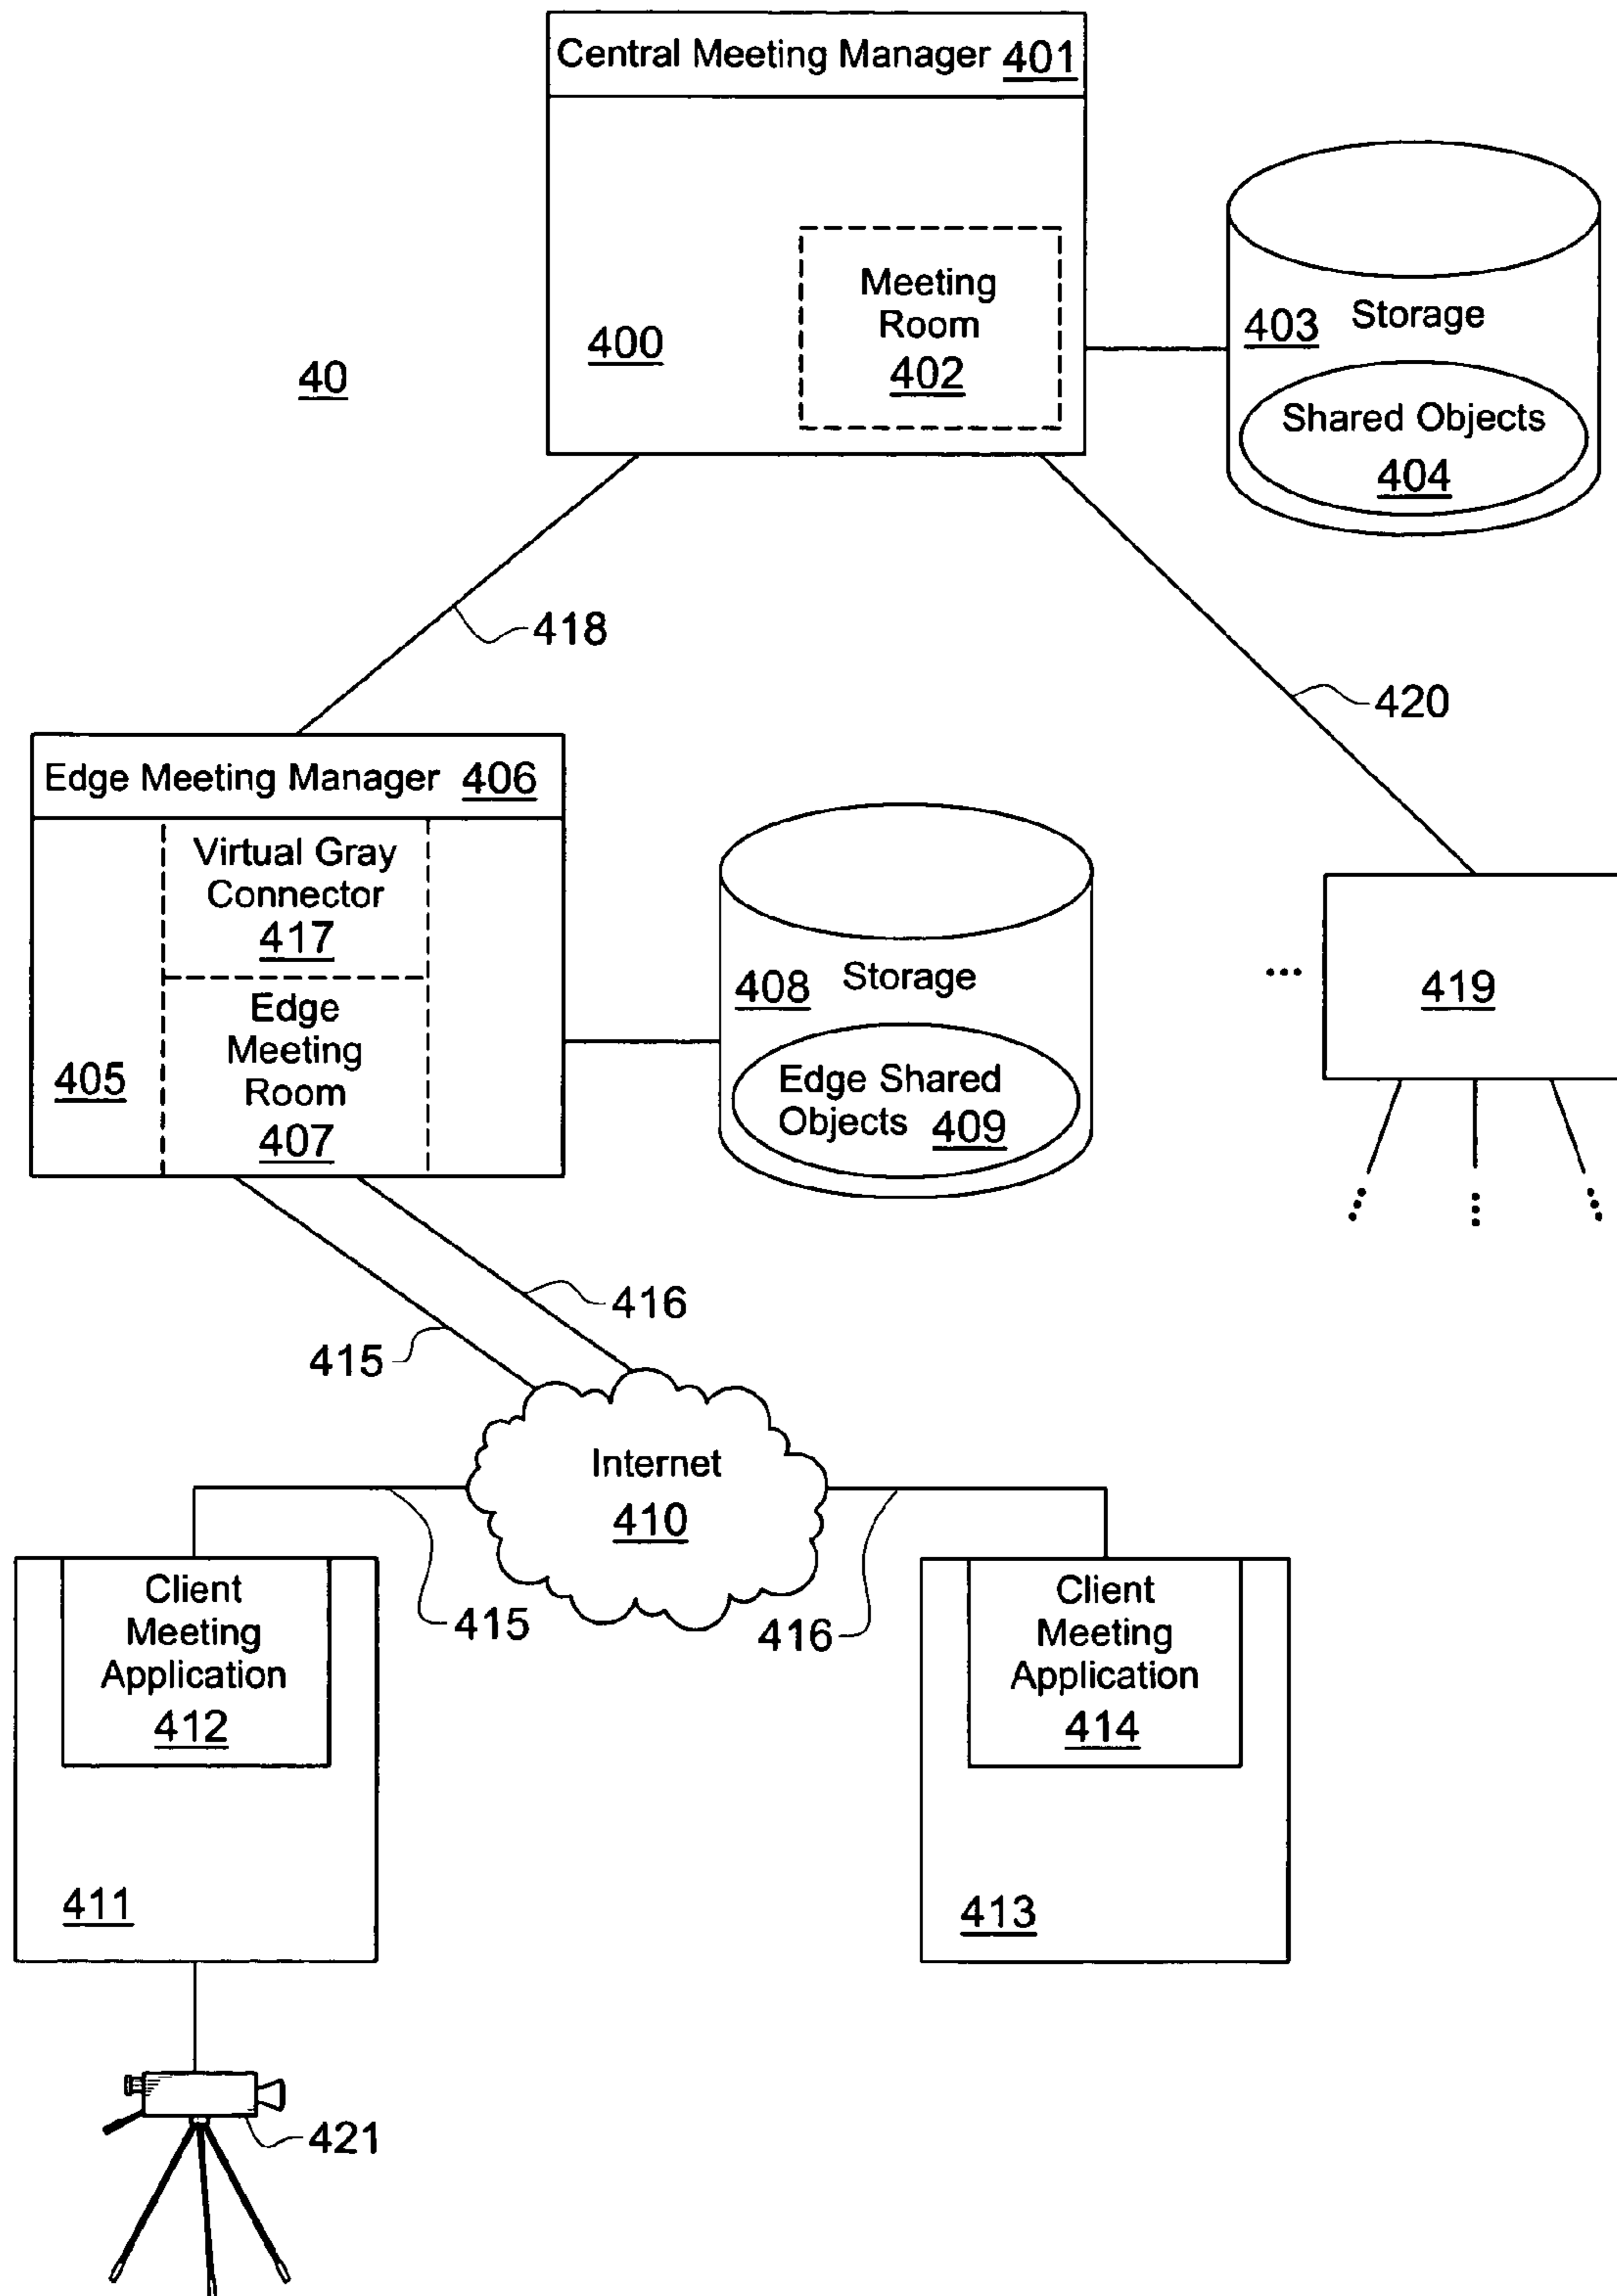 Central Meeting Manager 401
Meeting
Room
402
400
403 Storage
Shared Objects
404
40
418
420
Edge Meeting Manager 406
Virtual Gray
Connector
417
Edge
Meeting
Room
407
405
408 Storage
Edge Shared
Objects 409
...
419
416
415
Internet
410
415
416
Client
Meeting
Application
412
411
Client
Meeting
Application
414
413
421